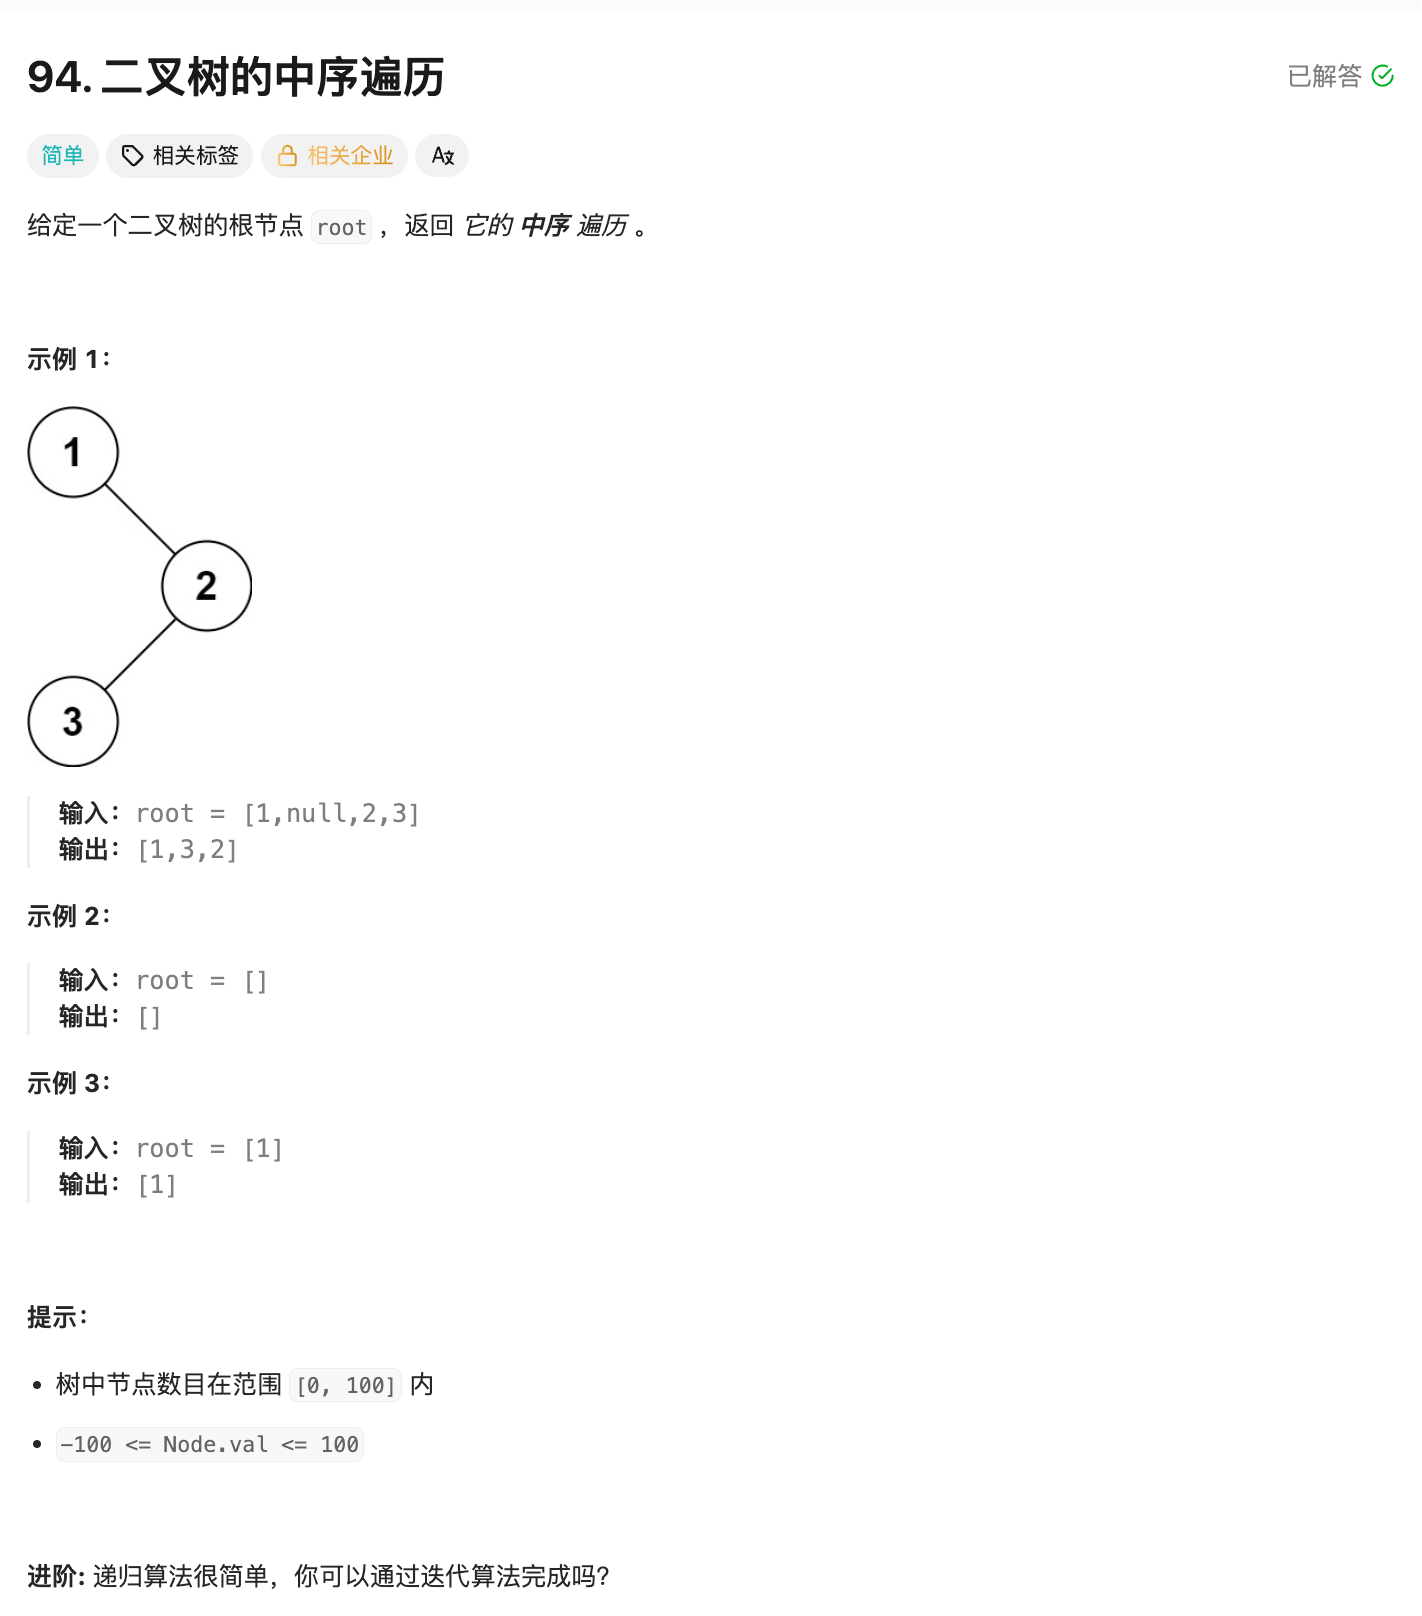 94. 二叉树的中序遍历
已解答
简单 相关标签 相关企业 A文
给定一个二叉树的根节点 root ，返回 它的 中序 遍历 。
示例 1：
1
2
3
输入：root = [1,null,2,3]
输出：[1,3,2]
示例 2：
输入：root = []
输出：[]
示例 3：
输入：root = [1]
输出：[1]
提示：
• 树中节点数目在范围 [0, 100] 内
• -100 <= Node.val <= 100
进阶: 递归算法很简单，你可以通过迭代算法完成吗？